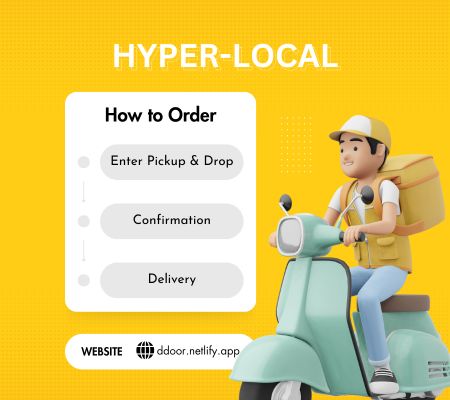 HYPER-LOCAL
How to Order
Enter Pickup & Drop
Confirmation
Delivery
WEBSITE ddoor.netlify.app